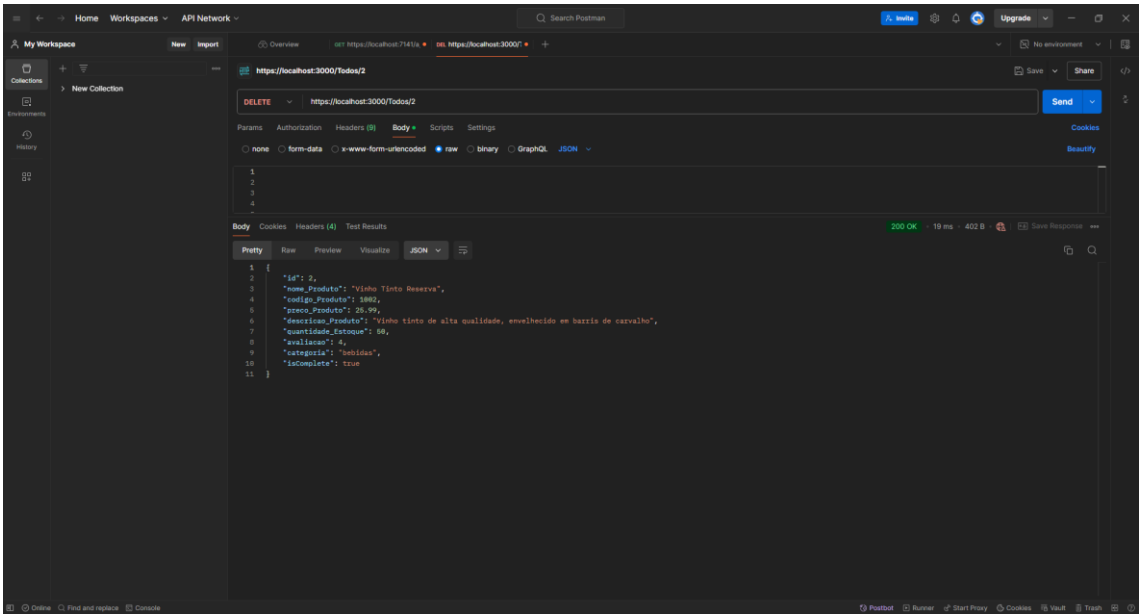 Home Workspaces API Network Search Postman Invite Upgrade
My Workspace New Import Overview GET https://localhost:7141/a DEL https://localhost:3000/T No environment
Collections
Environments
History
New Collection
https://localhost:3000/Todos/2 Save Share
DELETE https://localhost:3000/Todos/2 Send
Params Authorization Headers (9) Body Scripts Settings Cookies
none form-data x-www-form-urlencoded raw binary GraphQL JSON Beautify
1
2
3
4
Body Cookies Headers (4) Test Results 200 OK 19 ms 402 B Save Response
Pretty Raw Preview Visualize JSON
1 {
2 "id": 2,
3 "nome_Produto": "Vinho Tinto Reserva",
4 "codigo_Produto": 1002,
5 "preco_Produto": 25.99,
6 "descricao_Produto": "Vinho tinto de alta qualidade, envelhecido em barris de carvalho",
7 "quantidade_Estoque": 50,
8 "avaliacao": 4,
9 "categoria": "bebidas",
10 "isComplete": true
11 }
Online Find and replace Console Postbot Runner Start Proxy Cookies Vault Trash